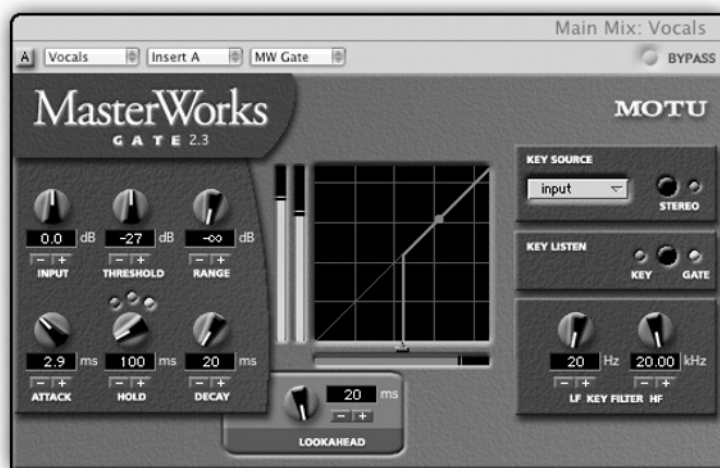 Main Mix: Vocals
A Vocals Insert A MW Gate BYPASS
MasterWorks
GATE 2.3
MOTU
KEY SOURCE
input
STEREO
0.0 dB -27 dB -∞ dB
- + - + - +
INPUT THRESHOLD RANGE
KEY LISTEN
KEY GATE
2.9 ms 100 ms 20 ms
- + - + - +
ATTACK HOLD DECAY
20 Hz 20.00 kHz
- + - +
LF KEY FILTER HF
20 ms
- +
LOOKAHEAD